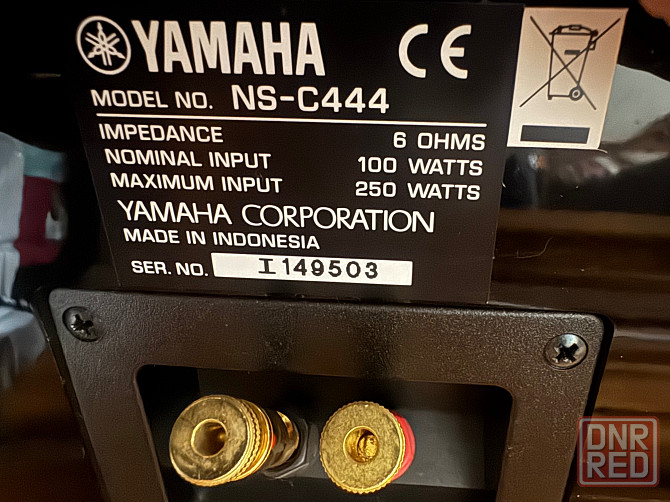 YAMAHA CE
MODEL NO. NS-C444
IMPEDANCE 6 OHMS
NOMINAL INPUT 100 WATTS
MAXIMUM INPUT 250 WATTS
YAMAHA CORPORATION
MADE IN INDONESIA
SER. NO. I149503
DNR
RED